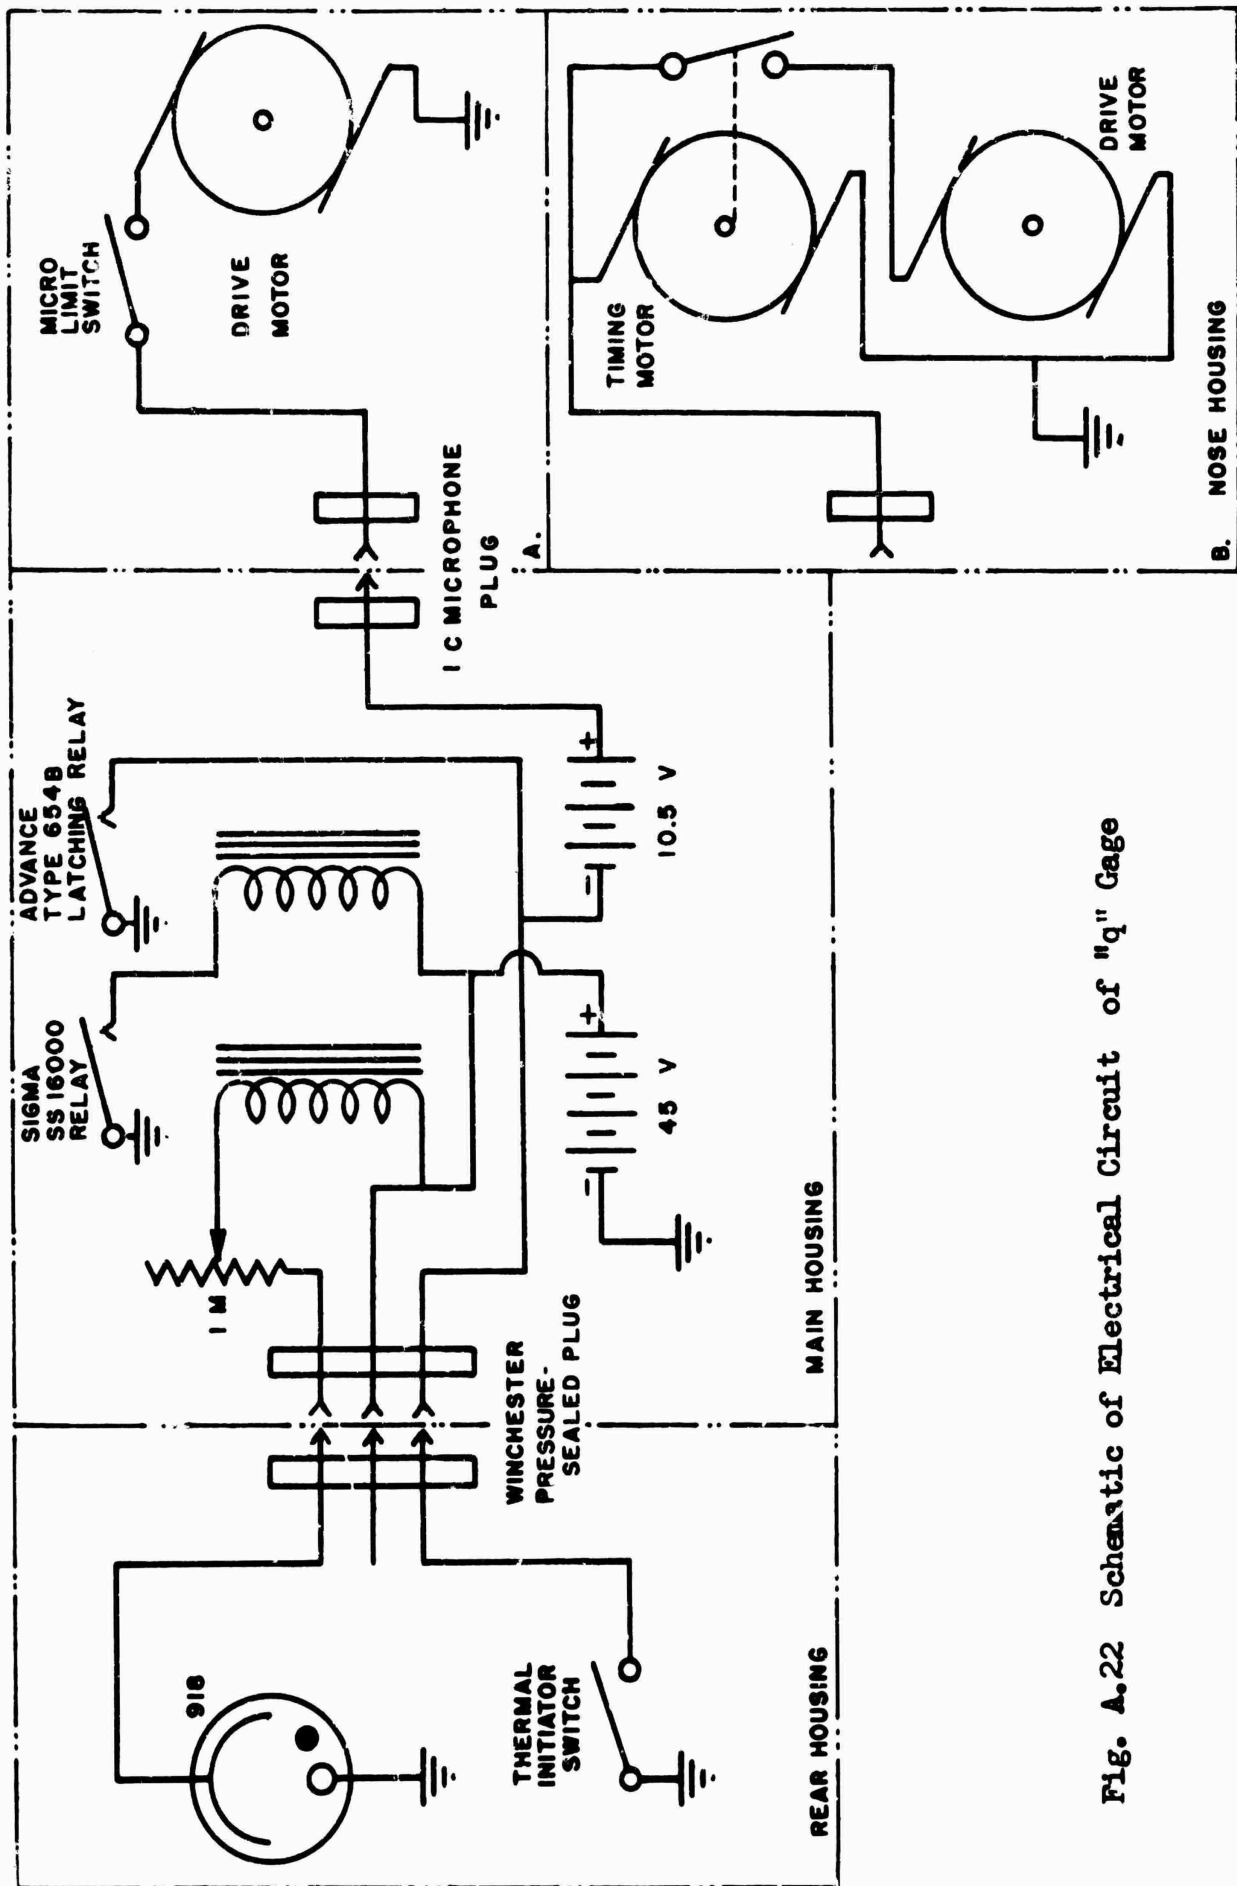 918
THERMAL
INITIATOR
SWITCH
REAR HOUSING
WINCHESTER
PRESSURE-
SEALED PLUG
1 M
SIGMA
SS16000
RELAY
ADVANCE
TYPE 654B
LATCHING RELAY
-
+
45 V
-
+
10.5 V
MAIN HOUSING
1 C MICROPHONE
PLUG
MICRO
LIMIT
SWITCH
DRIVE
MOTOR
A.
TIMING
MOTOR
DRIVE
MOTOR
B.
NOSE HOUSING
Fig. A.22 Schematic of Electrical Circuit of "q" Gage